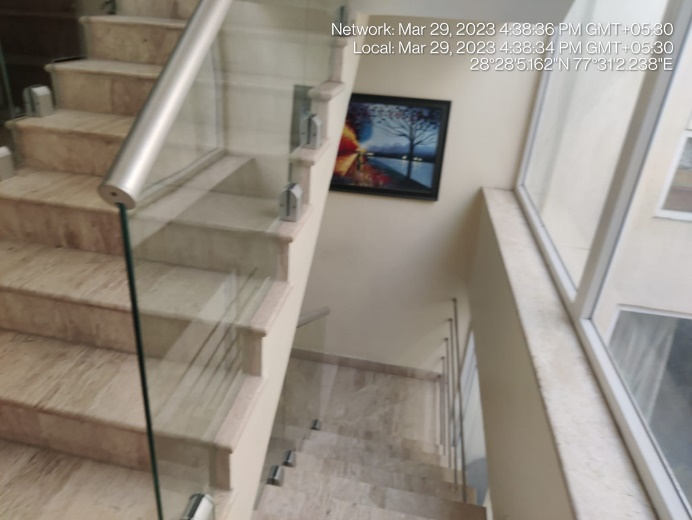 Network: Mar 29, 2023 4:38:36 PM GMT+05:30
Local: Mar 29, 2023 4:38:34 PM GMT+05:30
28°28'5.162"N 77°31'2.238"E